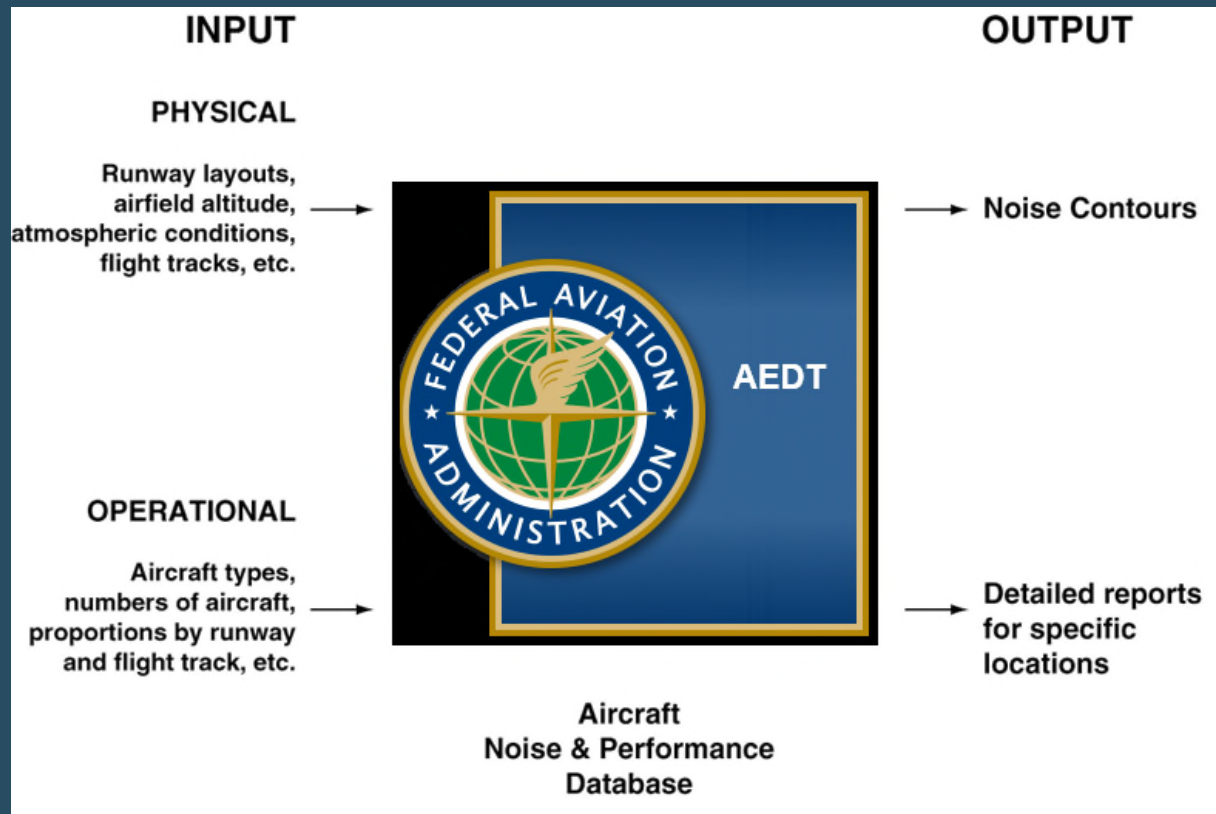 INPUT
OUTPUT
PHYSICAL
Runway layouts,
airfield altitude,
atmospheric conditions,
flight tracks, etc.
Noise Contours
FEDERAL AVIATION
ADMINISTRATION
AEDT
OPERATIONAL
Aircraft types,
numbers of aircraft,
proportions by runway
and flight track, etc.
Detailed reports
for specific
locations
Aircraft
Noise & Performance
Database